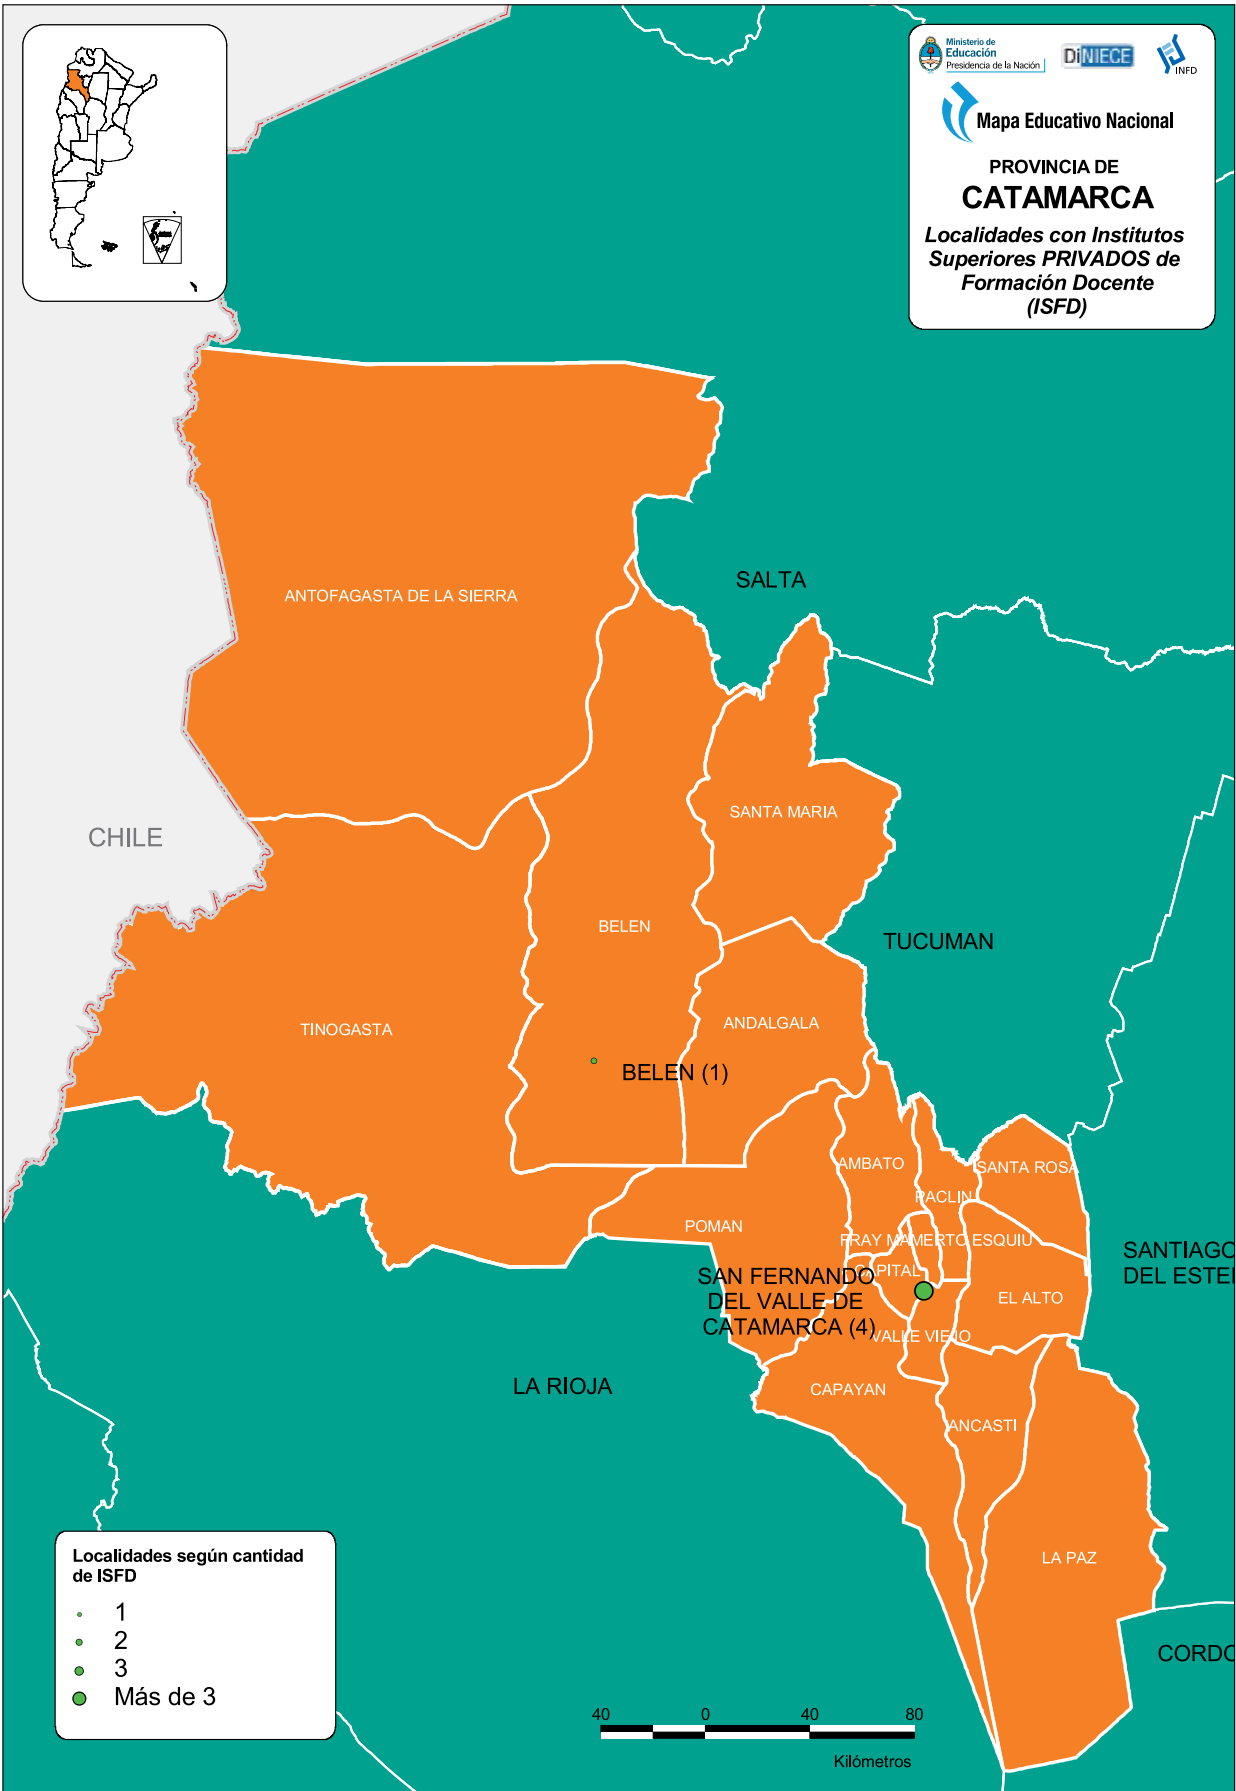 Ministerio de
Educación
Presidencia de la Nación
DiNIECE
INFD
Mapa Educativo Nacional
PROVINCIA DE
CATAMARCA
Localidades con Institutos
Superiores PRIVADOS de
Formación Docente
(ISFD)
SALTA
ANTOFAGASTA DE LA SIERRA
SANTA MARIA
CHILE
BELEN
TUCUMAN
ANDALGALA
TINOGASTA
BELEN (1)
AMBATO
SANTA ROSA
PACLIN
POMAN
FRAY MAMERTO ESQUIU
SANTIAGO
DEL ESTE
CAPITAL
SAN FERNANDO
DEL VALLE DE
CATAMARCA (4)
EL ALTO
VALLE VIEJO
LA RIOJA
CAPAYAN
ANCASTI
LA PAZ
CORDO
Localidades según cantidad
de ISFD
1
2
3
Más de 3
40 0 40 80
Kilómetros